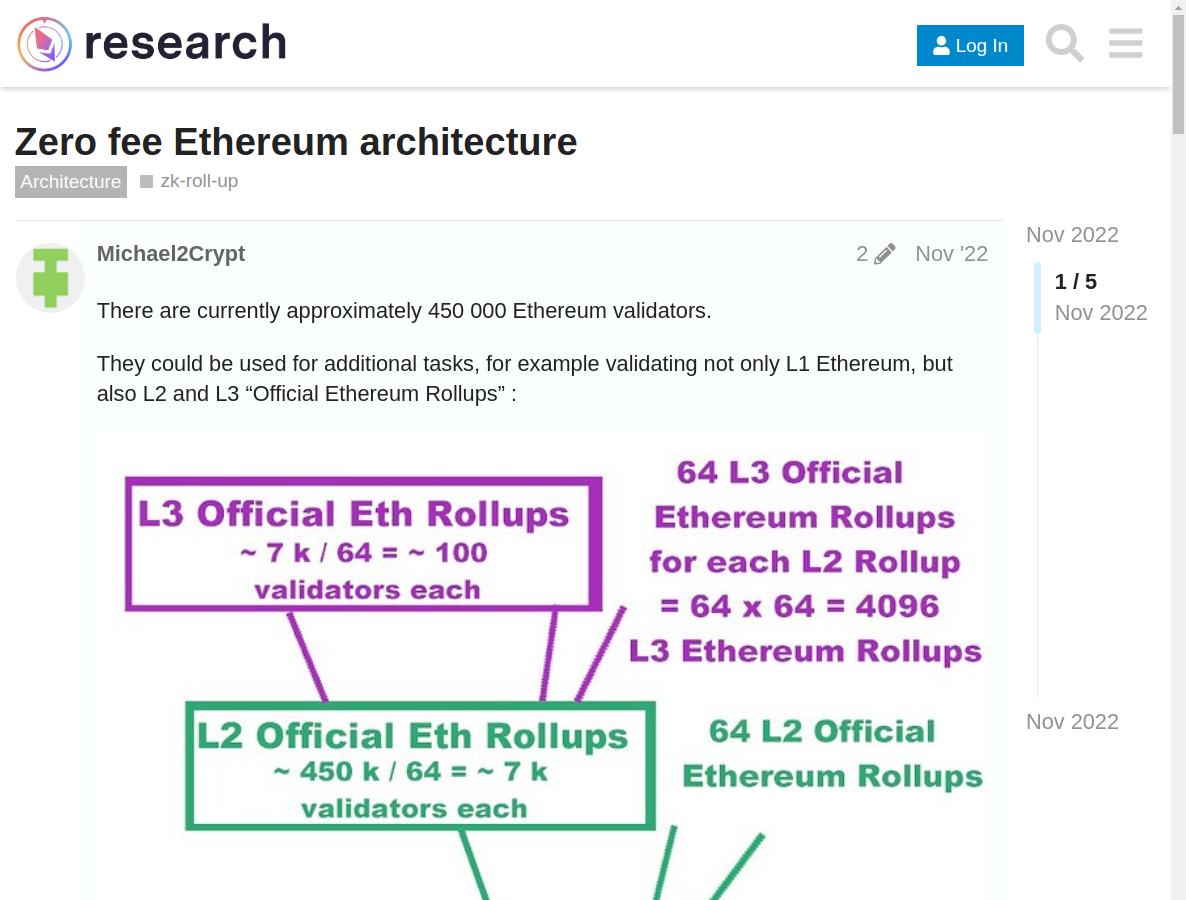 research
Log In
Zero fee Ethereum architecture
Architecture
zk-roll-up
Michael2Crypt
2
Nov '22
There are currently approximately 450 000 Ethereum validators.
They could be used for additional tasks, for example validating not only L1 Ethereum, but
also L2 and L3 “Official Ethereum Rollups” :
L3 Official Eth Rollups
~ 7 k / 64 = ~ 100
validators each
64 L3 Official
Ethereum Rollups
for each L2 Rollup
= 64 x 64 = 4096
L3 Ethereum Rollups
L2 Official Eth Rollups
~ 450 k / 64 = ~ 7 k
validators each
64 L2 Official
Ethereum Rollups
Nov 2022
1 / 5
Nov 2022
Nov 2022